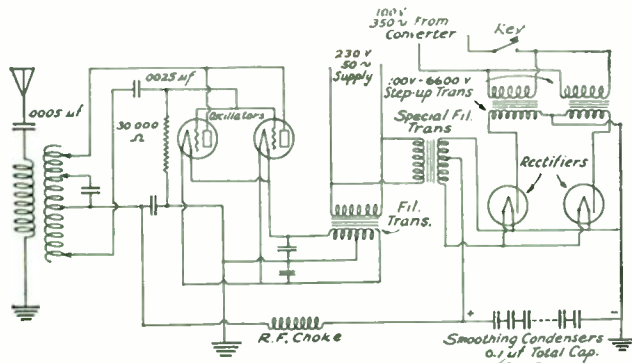 100V
350~ From
Converter
Key
230 V
50 ~
Supply
.0025 µf
.0005 µf
Oscillators
30 000
Ω
100V-6600 V
Step-up Trans
Special Fil.
Trans
Rectifiers
Fil.
Trans.
+
-
R.F. Choke
Smoothing Condensers
0.1 µf Total Cap.